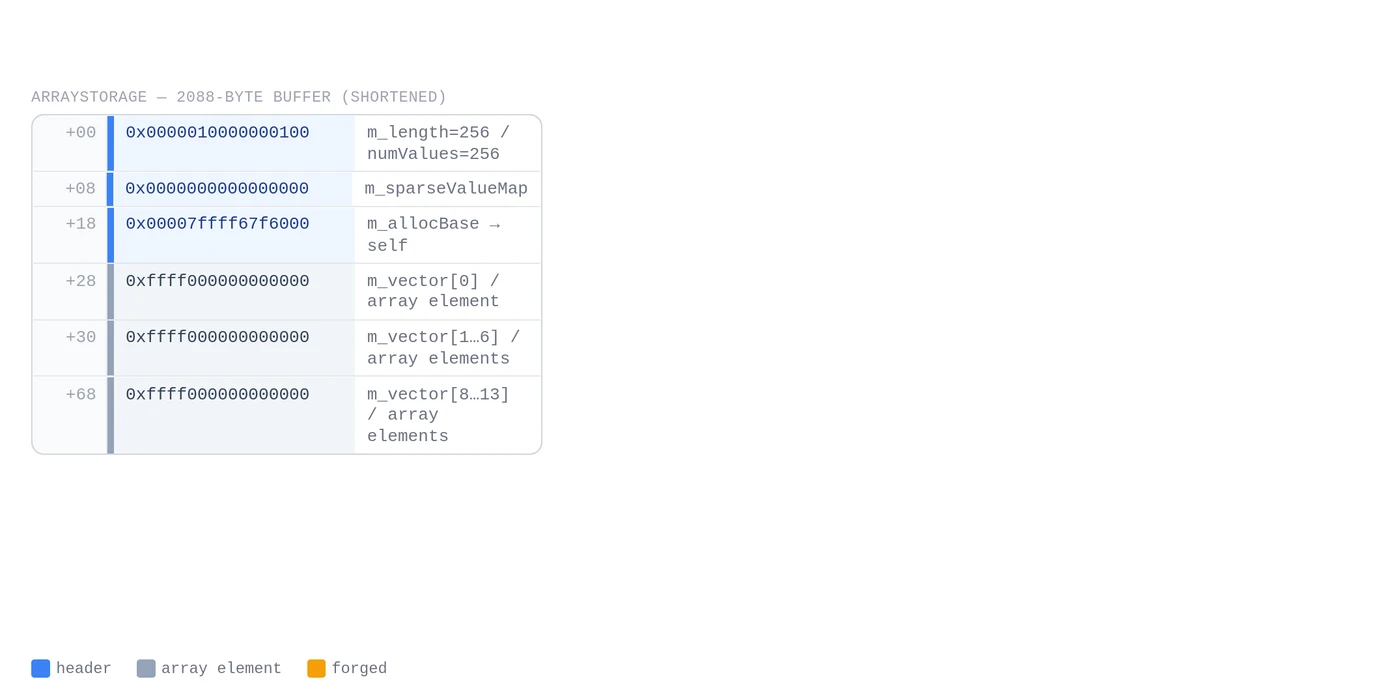 ARRAYSTORAGE — 2088-BYTE BUFFER (SHORTENED)
+00 0x0000010000000100 m_length=256 /
numValues=256
+08 0x0000000000000000 m_sparseValueMap
+18 0x00007ffff67f6000 m_allocBase →
self
+28 0xffff000000000000 m_vector[0] /
array element
+30 0xffff000000000000 m_vector[1…6] /
array elements
+68 0xffff000000000000 m_vector[8…13]
/ array
elements
header array element forged